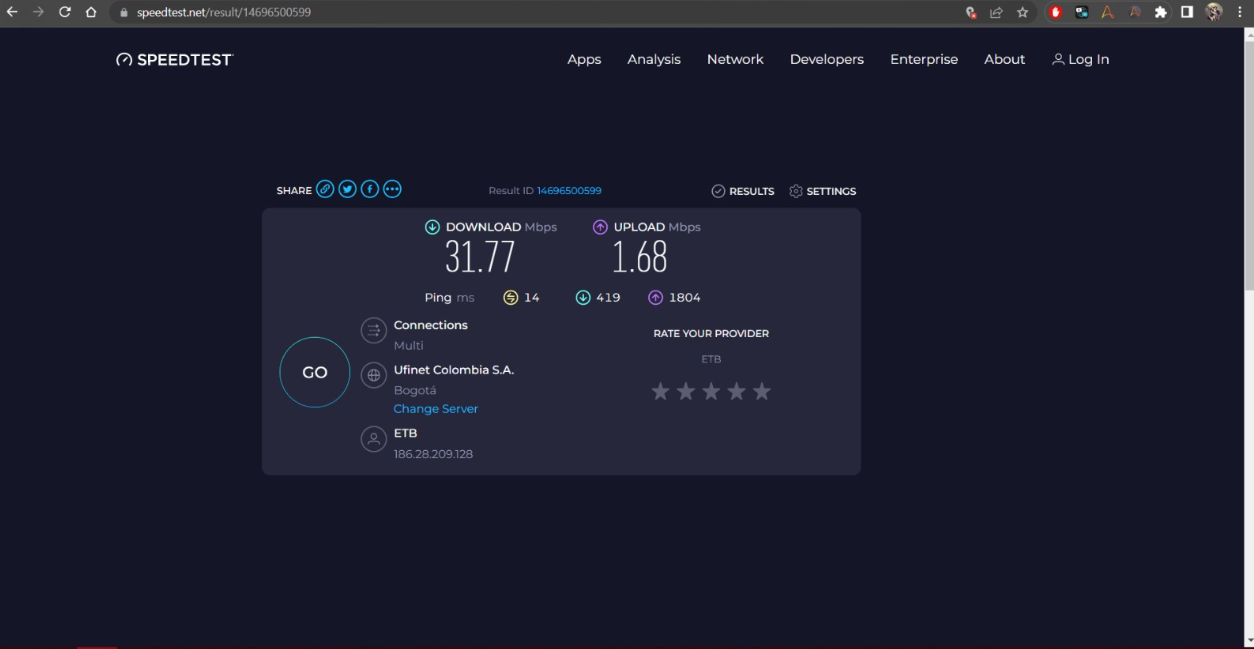 speedtest.net/result/14696500599
SPEEDTEST
Apps Analysis Network Developers Enterprise About Log In
SHARE Result ID 14696500599 RESULTS SETTINGS
DOWNLOAD Mbps UPLOAD Mbps
31.77 1.68
Ping ms 14 419 1804
Connections
Multi
RATE YOUR PROVIDER
ETB
GO
Ufinet Colombia S.A.
Bogotá
Change Server
ETB
186.28.209.128